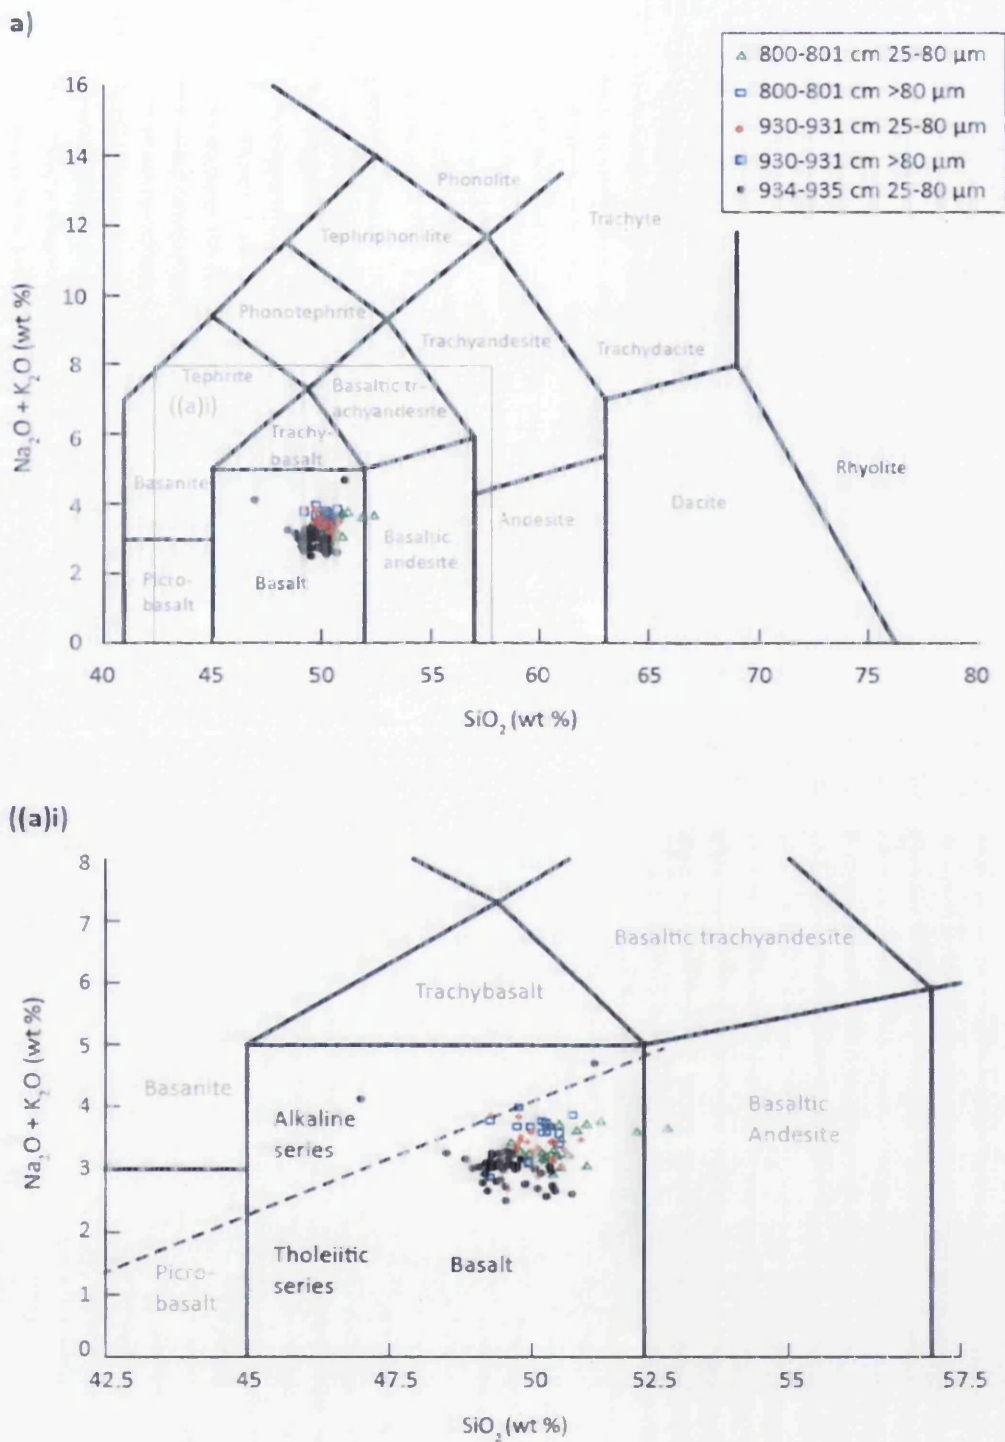 a)
800-801 cm 25-80 µm
800-801 cm >80 µm
930-931 cm 25-80 µm
930-931 cm >80 µm
934-935 cm 25-80 µm
16
14
12
10
8
6
4
2
0
Na₂O + K₂O (wt %)
Phonolite
Trachyte
Tephriphonilite
Phonotephrite
Trachyandesite
Trachydacite
Tephrite
Basaltic tr-
achyandesite
((a)i)
Trachy-
basalt
Basanite
Rhyolite
Dacite
Andesite
Basaltic
andesite
Picro-
basalt
Basalt
40
45
50
55
60
65
70
75
80
SiO₂ (wt %)
((a)i)
8
7
6
5
4
3
2
1
0
Na₂O + K₂O (wt %)
Basaltic trachyandesite
Trachybasalt
Basanite
Alkaline
series
Basaltic
Andesite
Tholeiitic
series
Basalt
Picro-
basalt
42.5
45
47.5
50
52.5
55
57.5
SiO₂ (wt %)